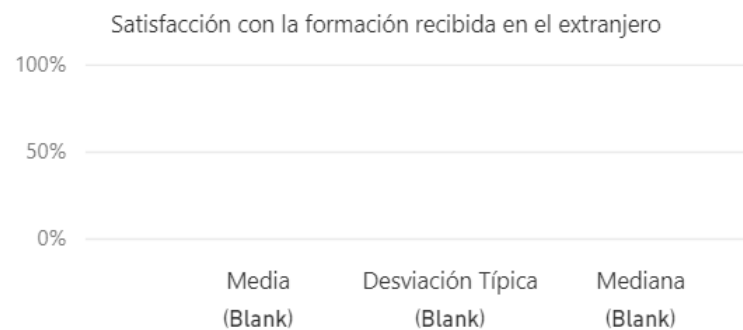 Satisfacción con la formación recibida en el extranjero
100%
50%
0%
Media Desviación Típica Mediana
(Blank) (Blank) (Blank)